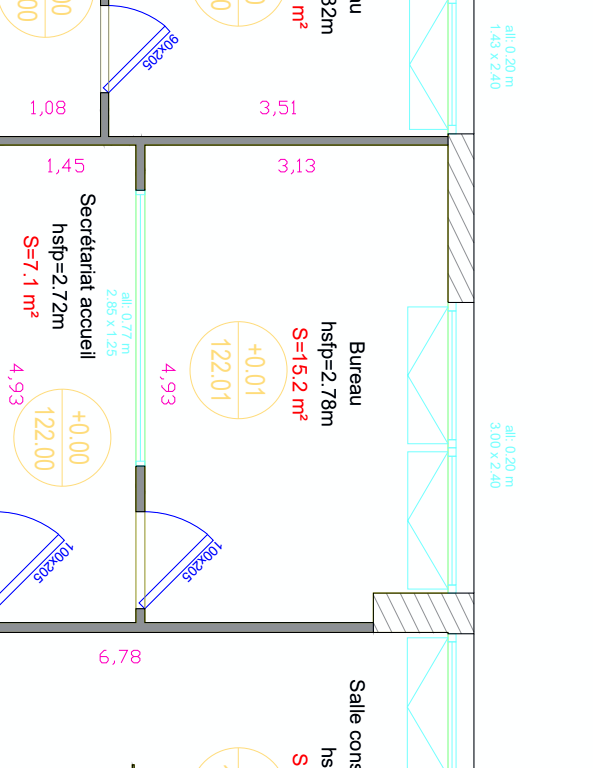 32m
m²
90x205
all: 0.20 m
1.43 x 2.40
1,08
3,51
1,45
3,13
Secrétariat accueil
hsfp=2.72m
S=7.1 m²
all: 0.77 m
2.85 x 1.25
4,93
4,93
+0.00
122.00
+0.01
122.01
Bureau
hsfp=2.78m
S=15.2 m²
all: 0.20 m
3.00 x 2.40
100x205
100x205
6,78
Salle cons
hs
S